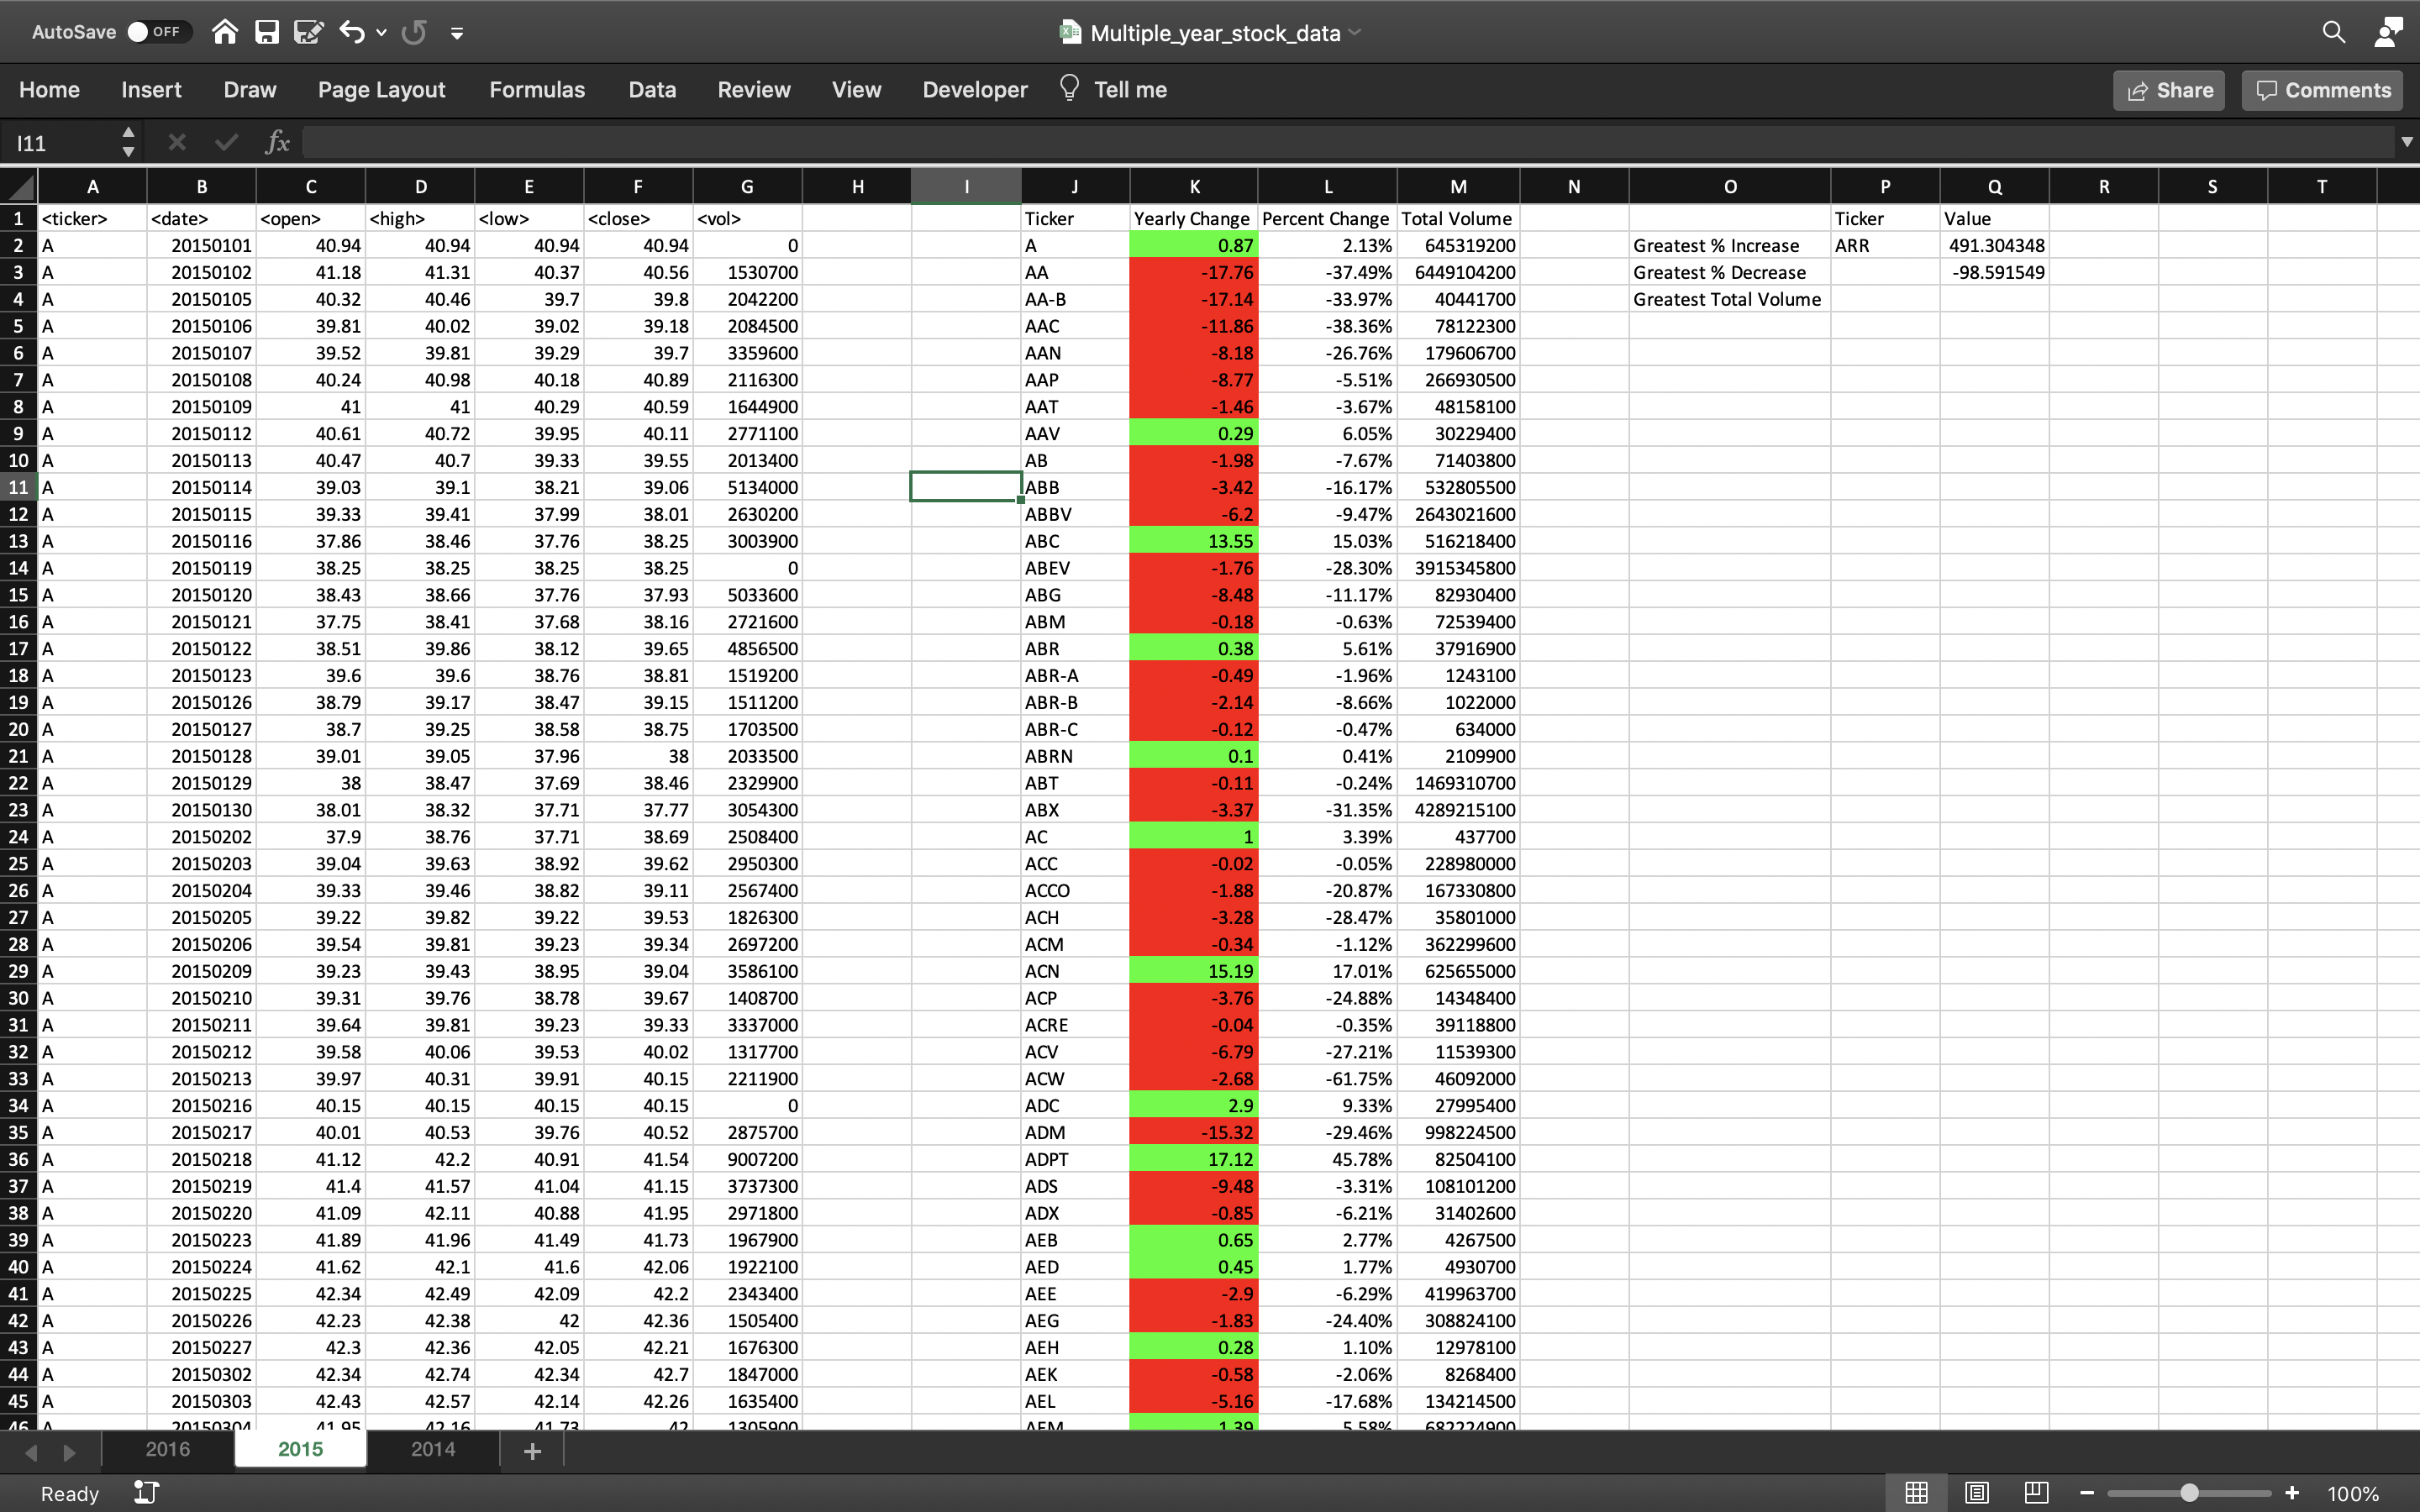 AutoSave OFF Multiple_year_stock_data
Home Insert Draw Page Layout Formulas Data Review View Developer Tell me Share Comments
I11 fx
A B C D E F G H I J K L M N O P Q R S T
1 <ticker> <date> <open> <high> <low> <close> <vol> Ticker Yearly Change Percent Change Total Volume Ticker Value
2 A 20150101 40.94 40.94 40.94 40.94 0 A 0.87 2.13% 645319200 Greatest % Increase ARR 491.304348
3 A 20150102 41.18 41.31 40.37 40.56 1530700 AA -17.76 -37.49% 6449104200 Greatest % Decrease -98.591549
4 A 20150105 40.32 40.46 39.7 39.8 2042200 AA-B -17.14 -33.97% 40441700 Greatest Total Volume
5 A 20150106 39.81 40.02 39.02 39.18 2084500 AAC -11.86 -38.36% 78122300
6 A 20150107 39.52 39.81 39.29 39.7 3359600 AAN -8.18 -26.76% 179606700
7 A 20150108 40.24 40.98 40.18 40.89 2116300 AAP -8.77 -5.51% 266930500
8 A 20150109 41 41 40.29 40.59 1644900 AAT -1.46 -3.67% 48158100
9 A 20150112 40.61 40.72 39.95 40.11 2771100 AAV 0.29 6.05% 30229400
10 A 20150113 40.47 40.7 39.33 39.55 2013400 AB -1.98 -7.67% 71403800
11 A 20150114 39.03 39.1 38.21 39.06 5134000 ABB -3.42 -16.17% 532805500
12 A 20150115 39.33 39.41 37.99 38.01 2630200 ABBV -6.2 -9.47% 2643021600
13 A 20150116 37.86 38.46 37.76 38.25 3003900 ABC 13.55 15.03% 516218400
14 A 20150119 38.25 38.25 38.25 38.25 0 ABEV -1.76 -28.30% 3915345800
15 A 20150120 38.43 38.66 37.76 37.93 5033600 ABG -8.48 -11.17% 82930400
16 A 20150121 37.75 38.41 37.68 38.16 2721600 ABM -0.18 -0.63% 72539400
17 A 20150122 38.51 39.86 38.12 39.65 4856500 ABR 0.38 5.61% 37916900
18 A 20150123 39.6 39.6 38.76 38.81 1519200 ABR-A -0.49 -1.96% 1243100
19 A 20150126 38.79 39.17 38.47 39.15 1511200 ABR-B -2.14 -8.66% 1022000
20 A 20150127 38.7 39.25 38.58 38.75 1703500 ABR-C -0.12 -0.47% 634000
21 A 20150128 39.01 39.05 37.96 38 2033500 ABRN 0.1 0.41% 2109900
22 A 20150129 38 38.47 37.69 38.46 2329900 ABT -0.11 -0.24% 1469310700
23 A 20150130 38.01 38.32 37.71 37.77 3054300 ABX -3.37 -31.35% 4289215100
24 A 20150202 37.9 38.76 37.71 38.69 2508400 AC 1 3.39% 437700
25 A 20150203 39.04 39.63 38.92 39.62 2950300 ACC -0.02 -0.05% 228980000
26 A 20150204 39.33 39.46 38.82 39.11 2567400 ACCO -1.88 -20.87% 167330800
27 A 20150205 39.22 39.82 39.22 39.53 1826300 ACH -3.28 -28.47% 35801000
28 A 20150206 39.54 39.81 39.23 39.34 2697200 ACM -0.34 -1.12% 362299600
29 A 20150209 39.23 39.43 38.95 39.04 3586100 ACN 15.19 17.01% 625655000
30 A 20150210 39.31 39.76 38.78 39.67 1408700 ACP -3.76 -24.88% 14348400
31 A 20150211 39.64 39.81 39.23 39.33 3337000 ACRE -0.04 -0.35% 39118800
32 A 20150212 39.58 40.06 39.53 40.02 1317700 ACV -6.79 -27.21% 11539300
33 A 20150213 39.97 40.31 39.91 40.15 2211900 ACW -2.68 -61.75% 46092000
34 A 20150216 40.15 40.15 40.15 40.15 0 ADC 2.9 9.33% 27995400
35 A 20150217 40.01 40.53 39.76 40.52 2875700 ADM -15.32 -29.46% 998224500
36 A 20150218 41.12 42.2 40.91 41.54 9007200 ADPT 17.12 45.78% 82504100
37 A 20150219 41.4 41.57 41.04 41.15 3737300 ADS -9.48 -3.31% 108101200
38 A 20150220 41.09 42.11 40.88 41.95 2971800 ADX -0.85 -6.21% 31402600
39 A 20150223 41.89 41.96 41.49 41.73 1967900 AEB 0.65 2.77% 4267500
40 A 20150224 41.62 42.1 41.6 42.06 1922100 AED 0.45 1.77% 4930700
41 A 20150225 42.34 42.49 42.09 42.2 2343400 AEE -2.9 -6.29% 419963700
42 A 20150226 42.23 42.38 42 42.36 1505400 AEG -1.83 -24.40% 308824100
43 A 20150227 42.3 42.36 42.05 42.21 1676300 AEH 0.28 1.10% 12978100
44 A 20150302 42.34 42.74 42.34 42.7 1847000 AEK -0.58 -2.06% 8268400
45 A 20150303 42.43 42.57 42.14 42.26 1635400 AEL -5.16 -17.68% 134214500
46 A 20150304 41.95 42.16 41.73 42 1305900 AEM 1.39 5.58% 682224900
2016 2015 2014
Ready 100%